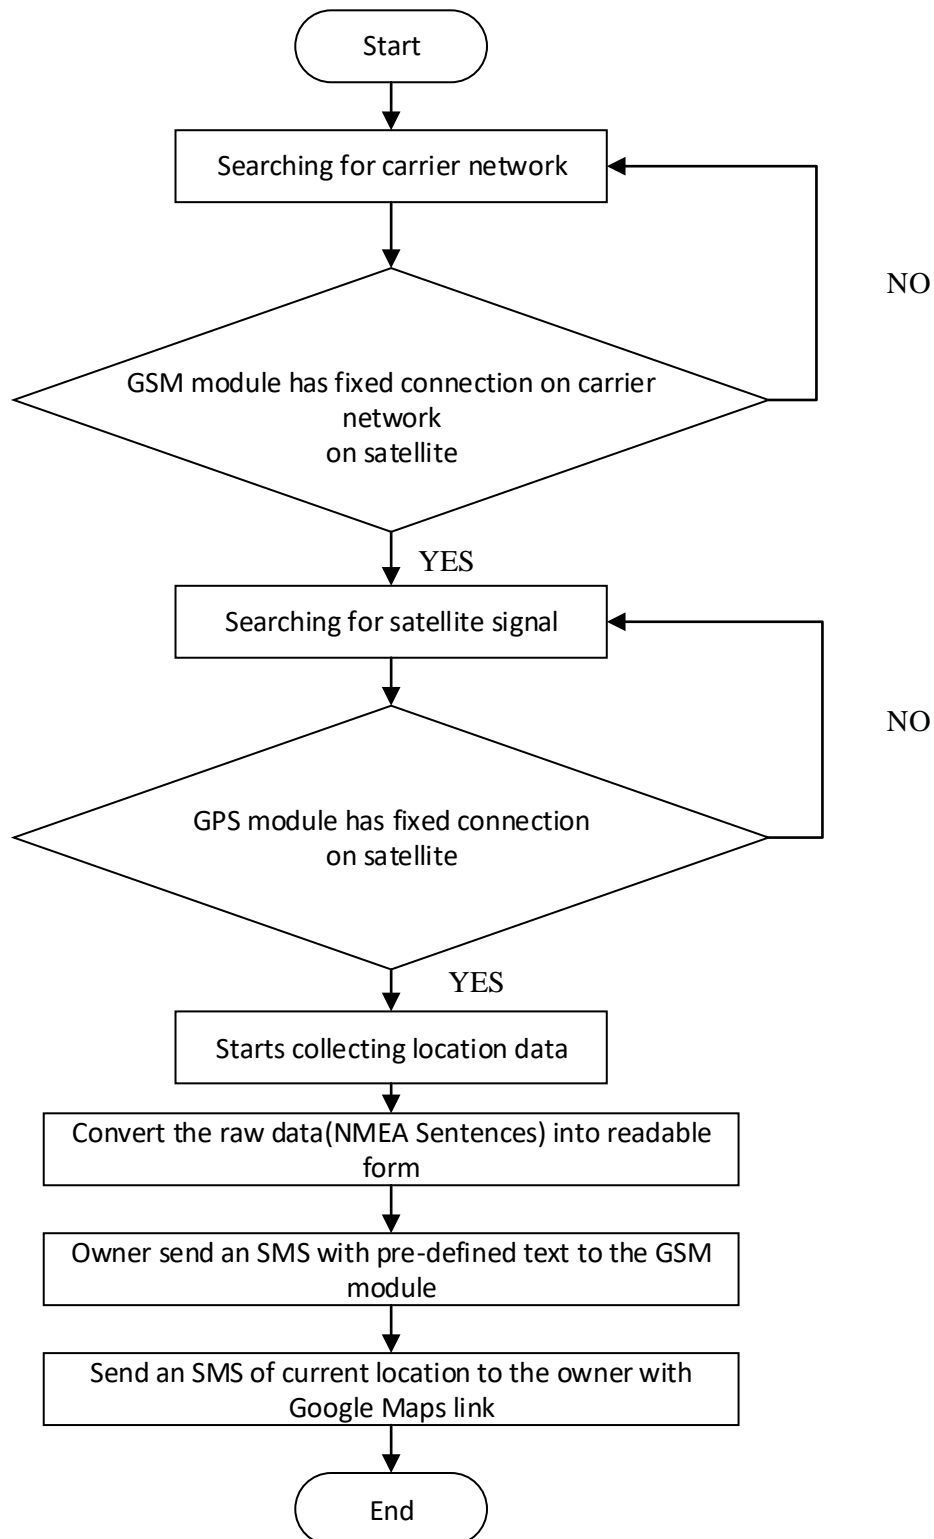 Start
Searching for carrier network
NO
GSM module has fixed connection on carrier
network
on satellite
YES
Searching for satellite signal
NO
GPS module has fixed connection
on satellite
YES
Starts collecting location data
Convert the raw data(NMEA Sentences) into readable
form
Owner send an SMS with pre-defined text to the GSM
module
Send an SMS of current location to the owner with
Google Maps link
End